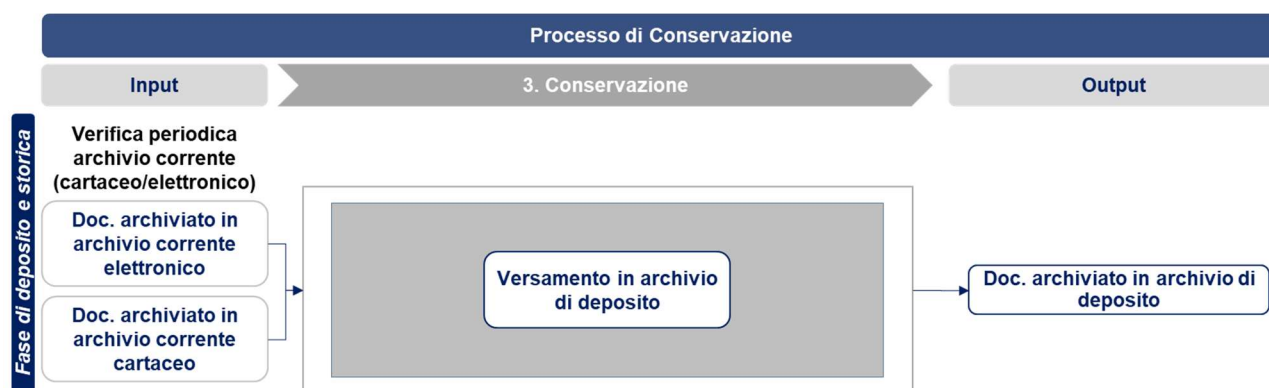 Processo di Conservazione
Input
3. Conservazione
Output
Fase di deposito e storica
Verifica periodica
archivio corrente
(cartaceo/elettronico)
Doc. archiviato in
archivio corrente
elettronico
Doc. archiviato in
archivio corrente
cartaceo
Versamento in archivio
di deposito
Doc. archiviato in archivio di
deposito